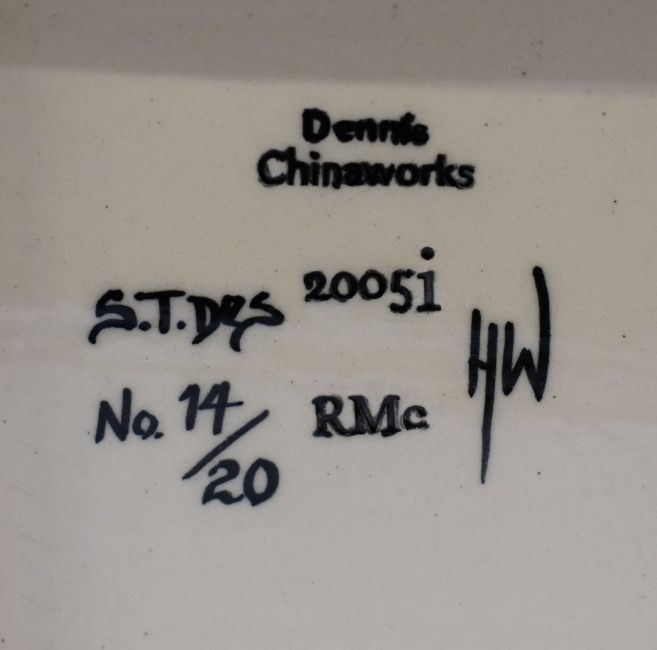 Dennis
Chinaworks
S.T.Des 2005i
HW
No. 14/20 RMc